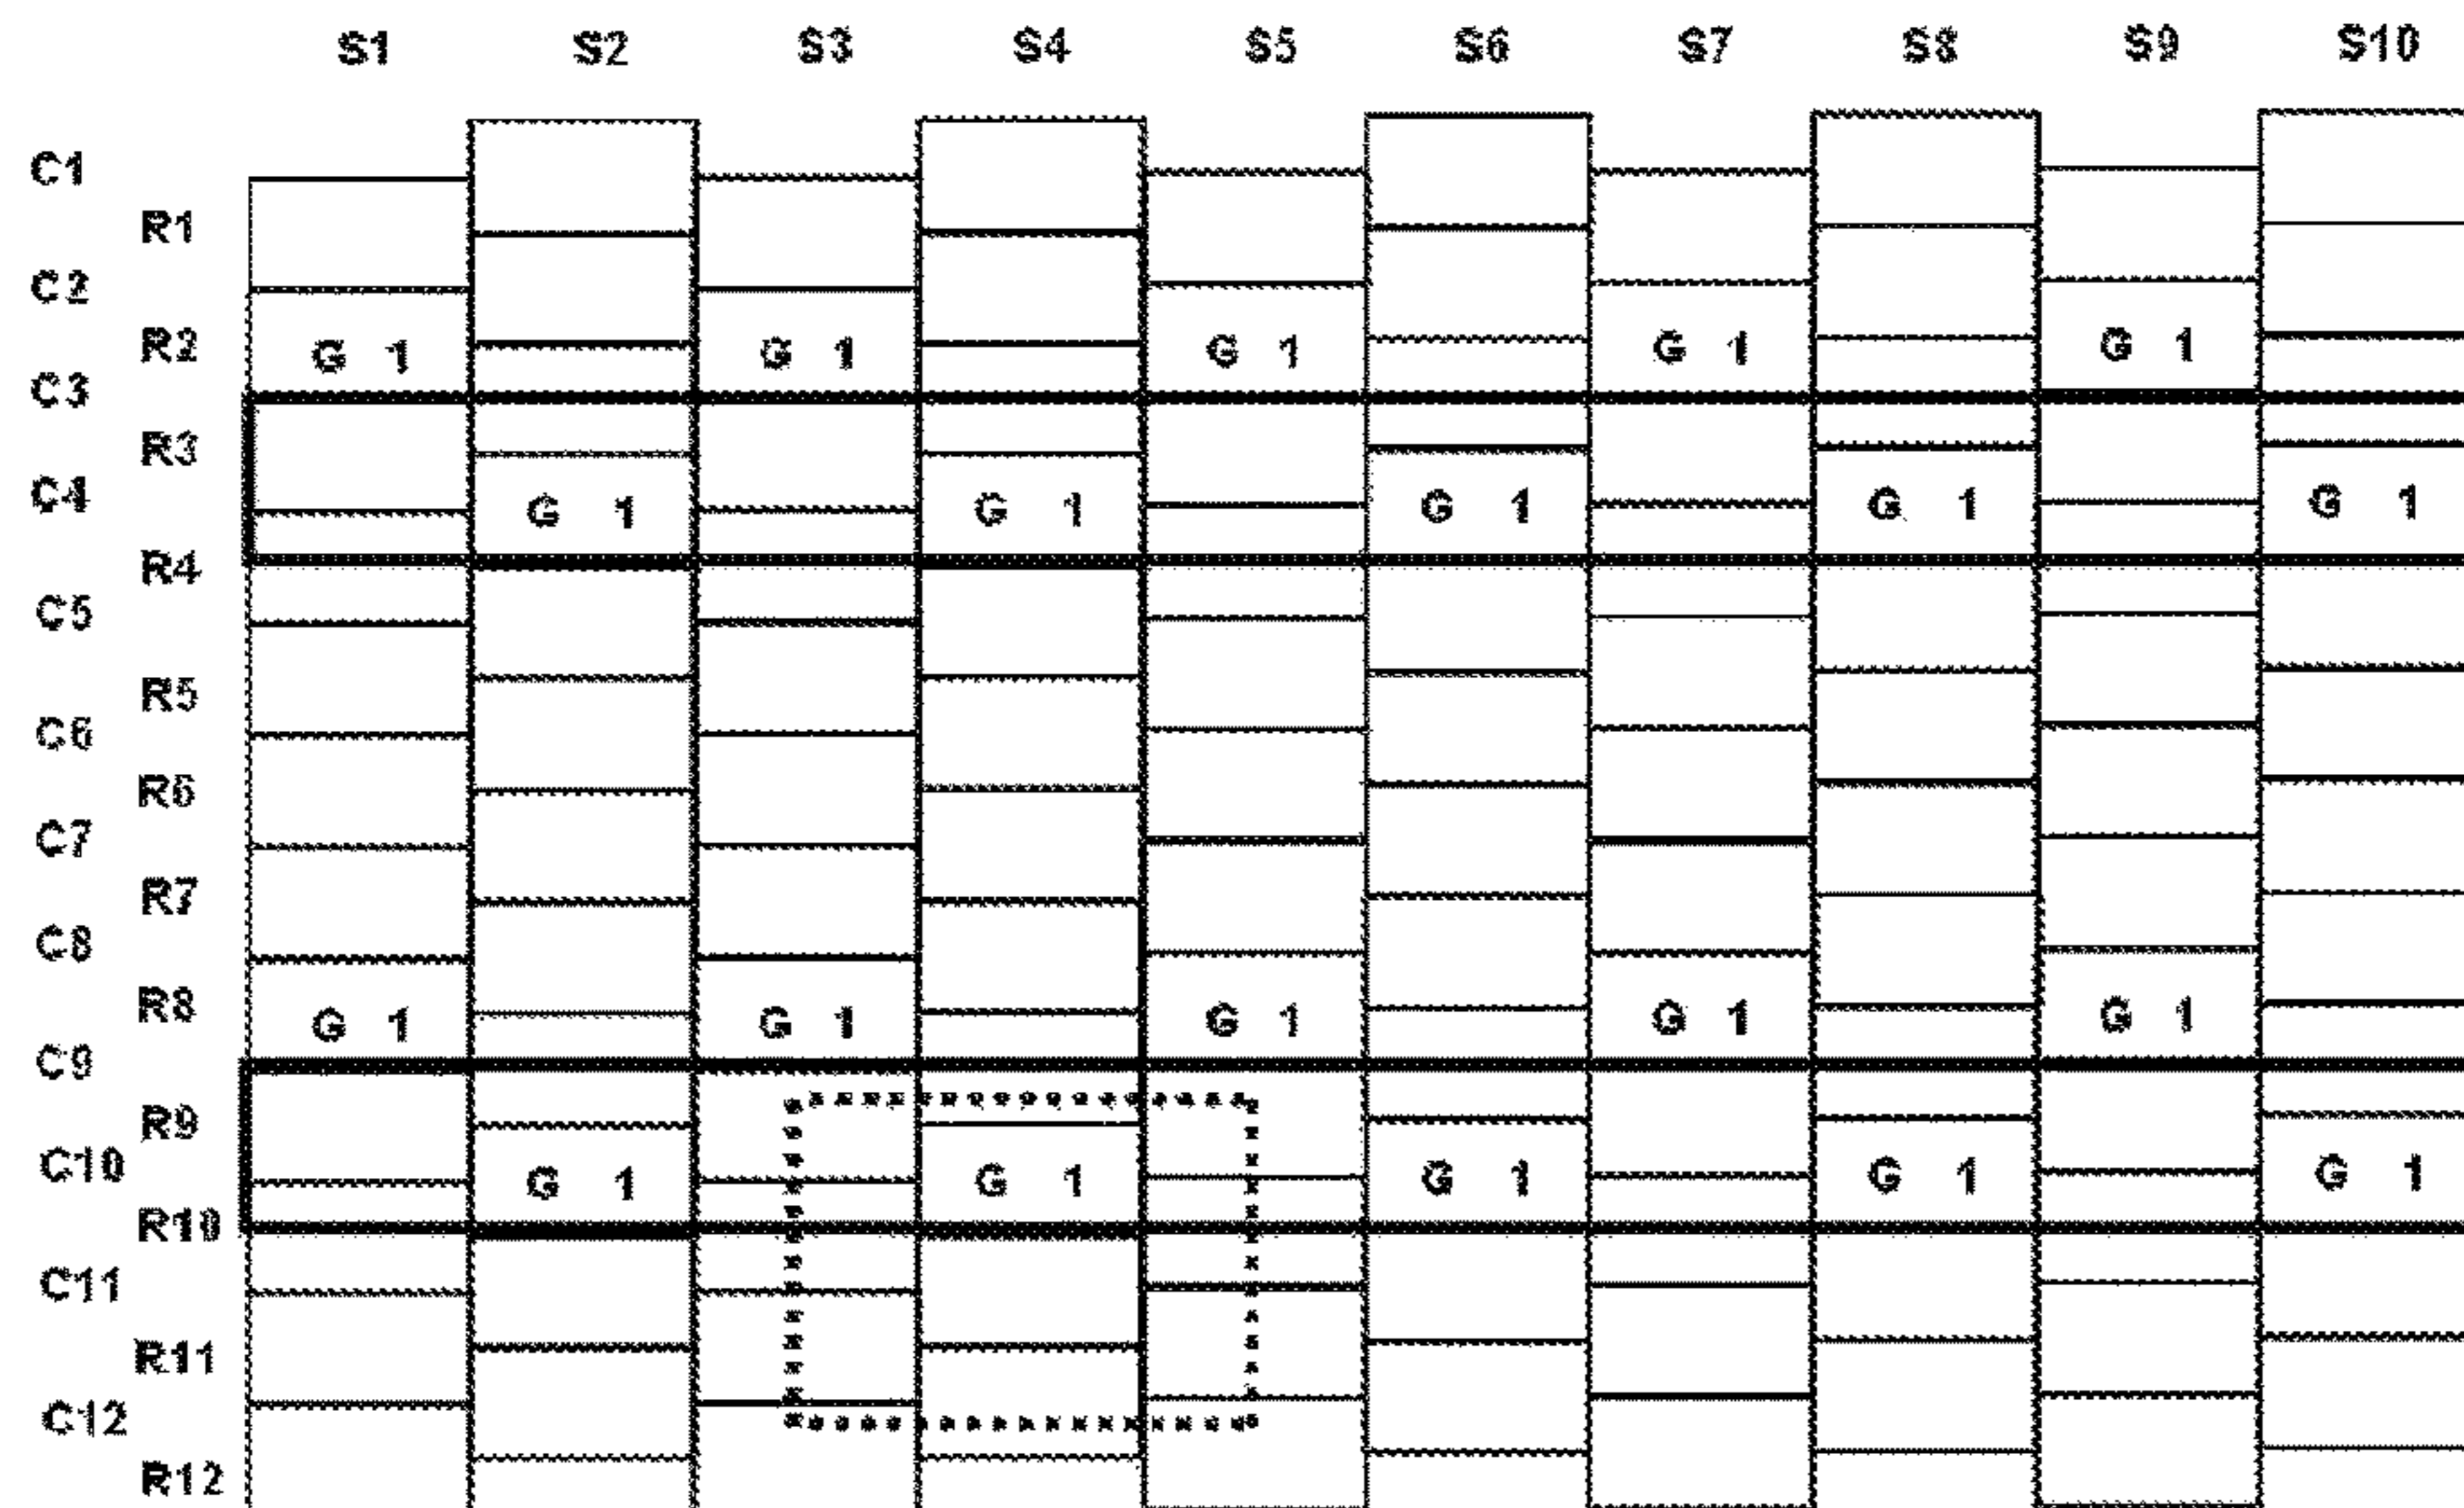 S1 S2 S3 S4 S5 S6 S7 S8 S9 S10
C1
R1
C2
R2 G 1 G 1 G 1 G 1 G 1
C3
R3
C4 G 1 G 1 G 1 G 1 G 1
R4
C5
R5
C6
R6
C7
R7
C8
R8 G 1 G 1 G 1 G 1 G 1
C9
R9
C10 G 1 G 1 G 1 G 1 G 1
R10
C11
R11
C12
R12